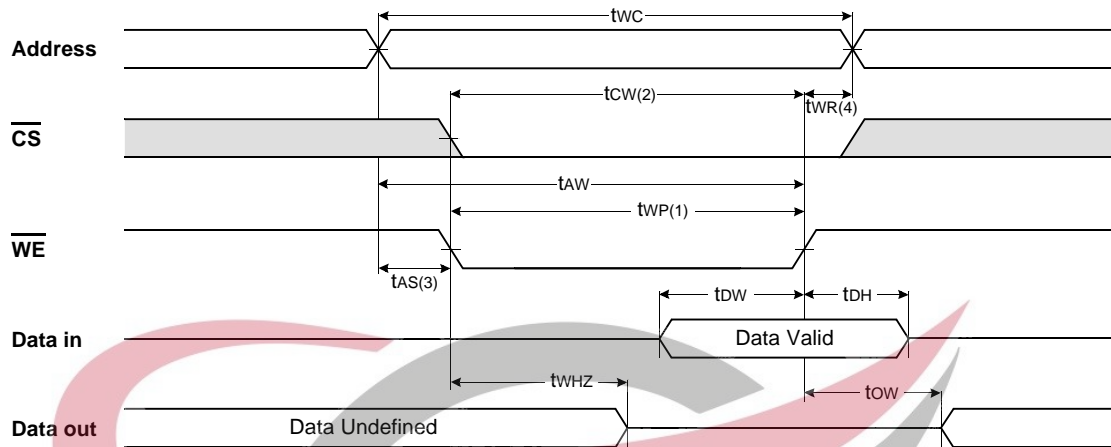 tWC
Address
tCW(2)
tWR(4)
CS
tAW
tWP(1)
WE
tAS(3)
tDW
tDH
Data in
Data Valid
tWHZ
tOW
Data out
Data Undefined